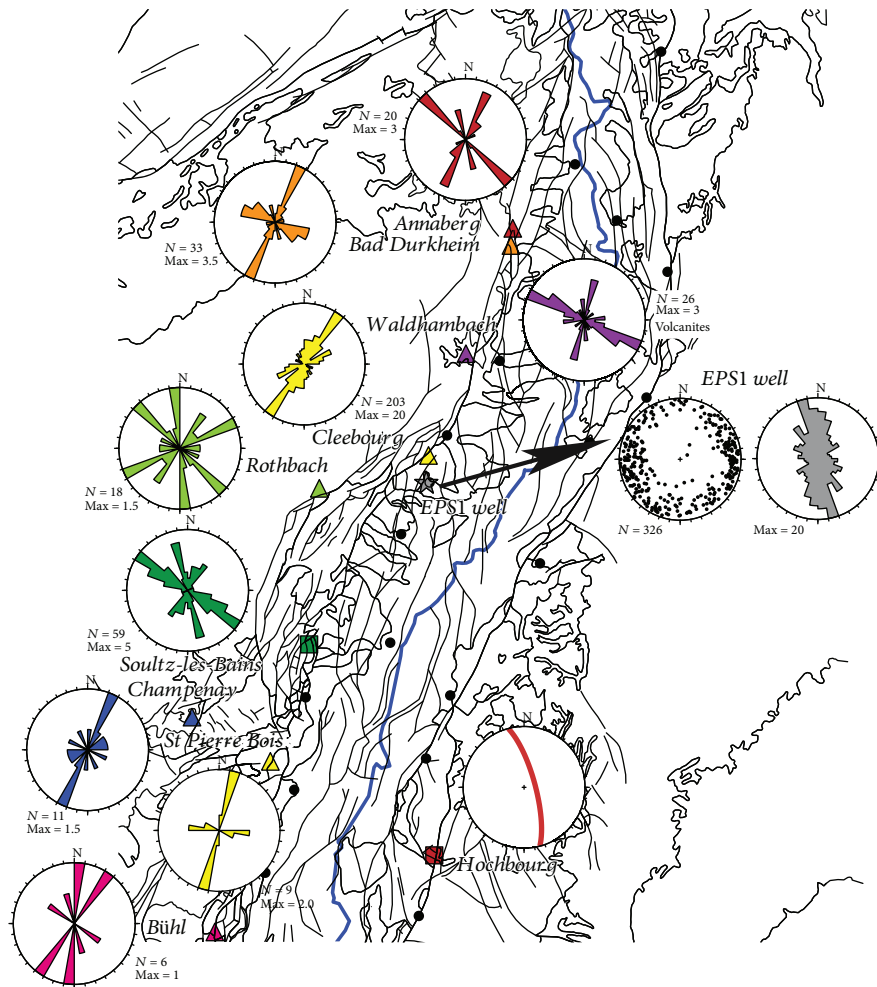 N
N = 20
Max = 3
N
N = 33
Max = 3.5
Annaberg
Bad Durkheim
N
N = 26
Max = 3
Volcanites
N
Waldhambach
N = 203
Max = 20
EPS1 well
N
N
N = 326
Max = 20
Cleebourg
N
Rothbach
N = 18
Max = 1.5
EPS1 well
N
N = 59
Max = 5
Soultz-les-Bains
Champenay
N
St Pierre Bois
N = 11
Max = 1.5
N
N = 9
Max = 2.0
N
Hochbourg
N
Bühl
N = 6
Max = 1